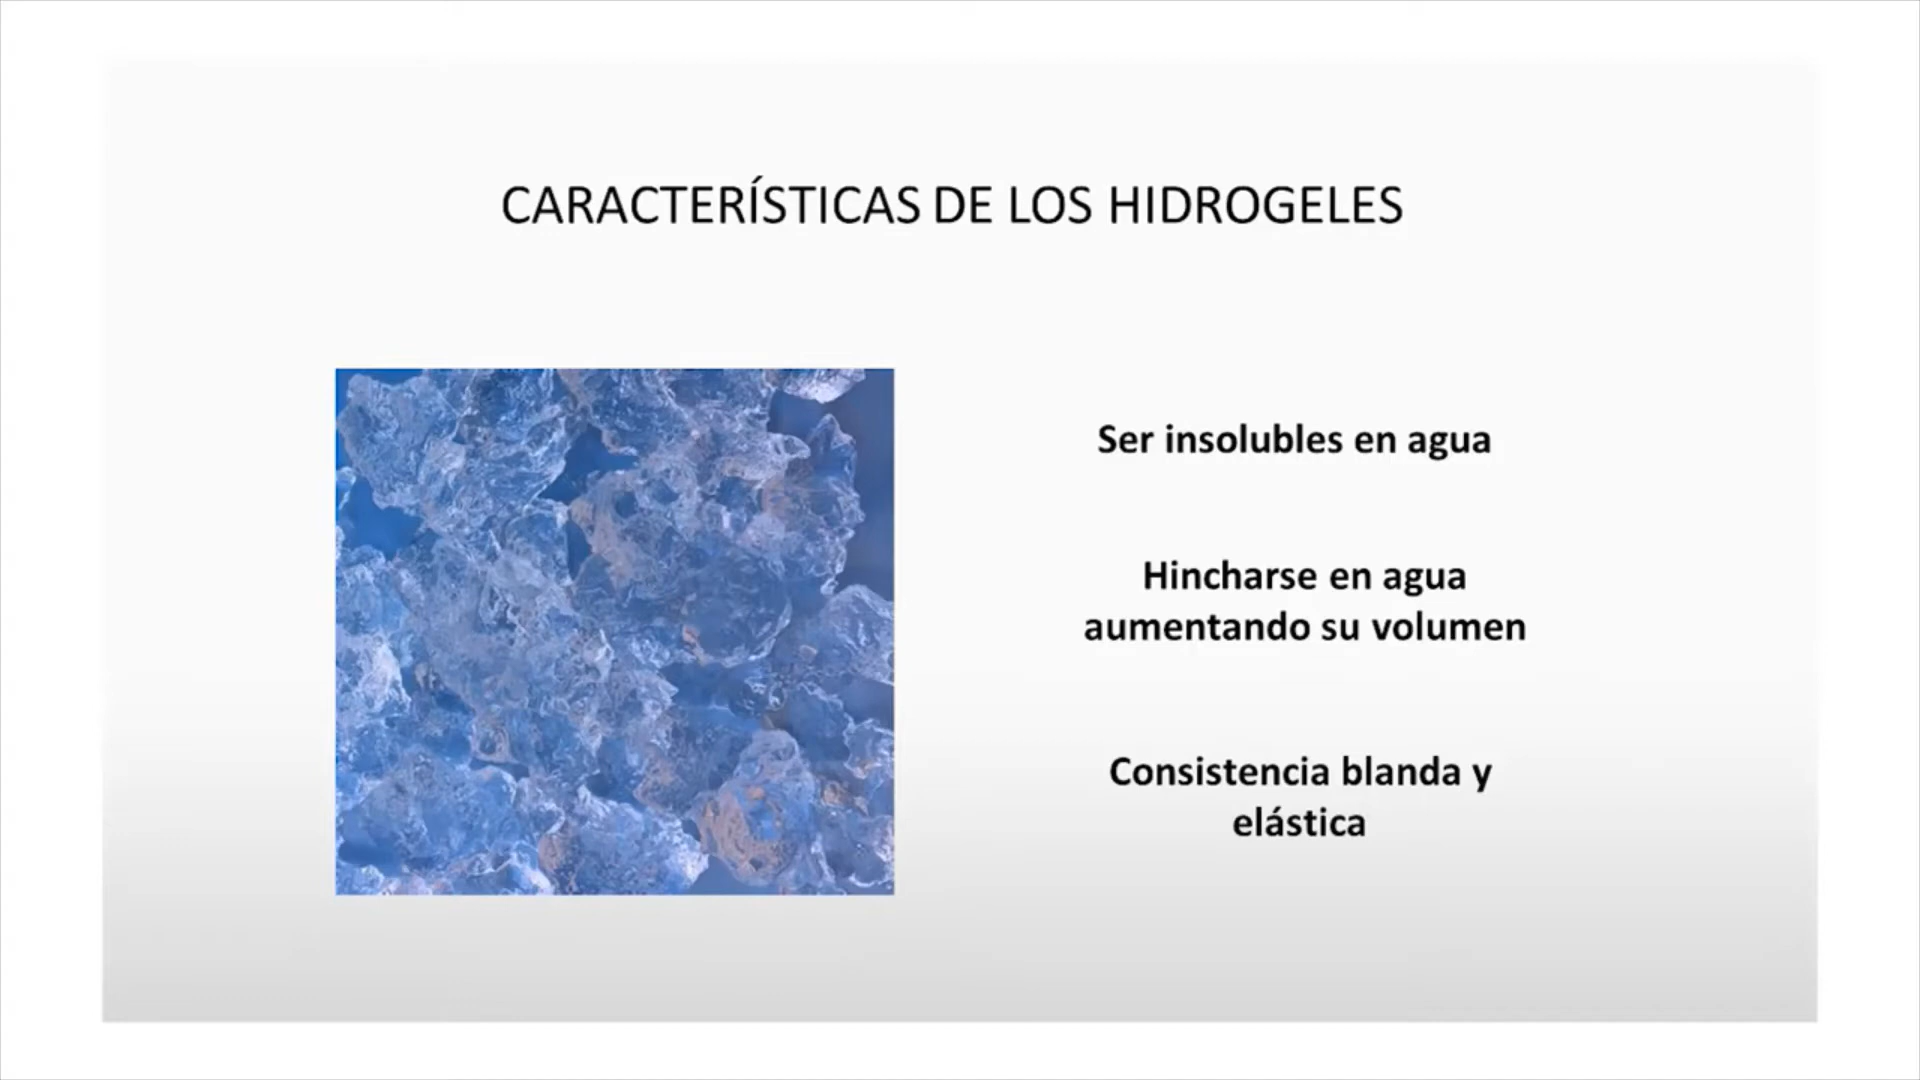 CARACTERÍSTICAS DE LOS HIDROGELES
Ser insolubles en agua
Hincharse en agua
aumentando su volumen
Consistencia blanda y
elástica